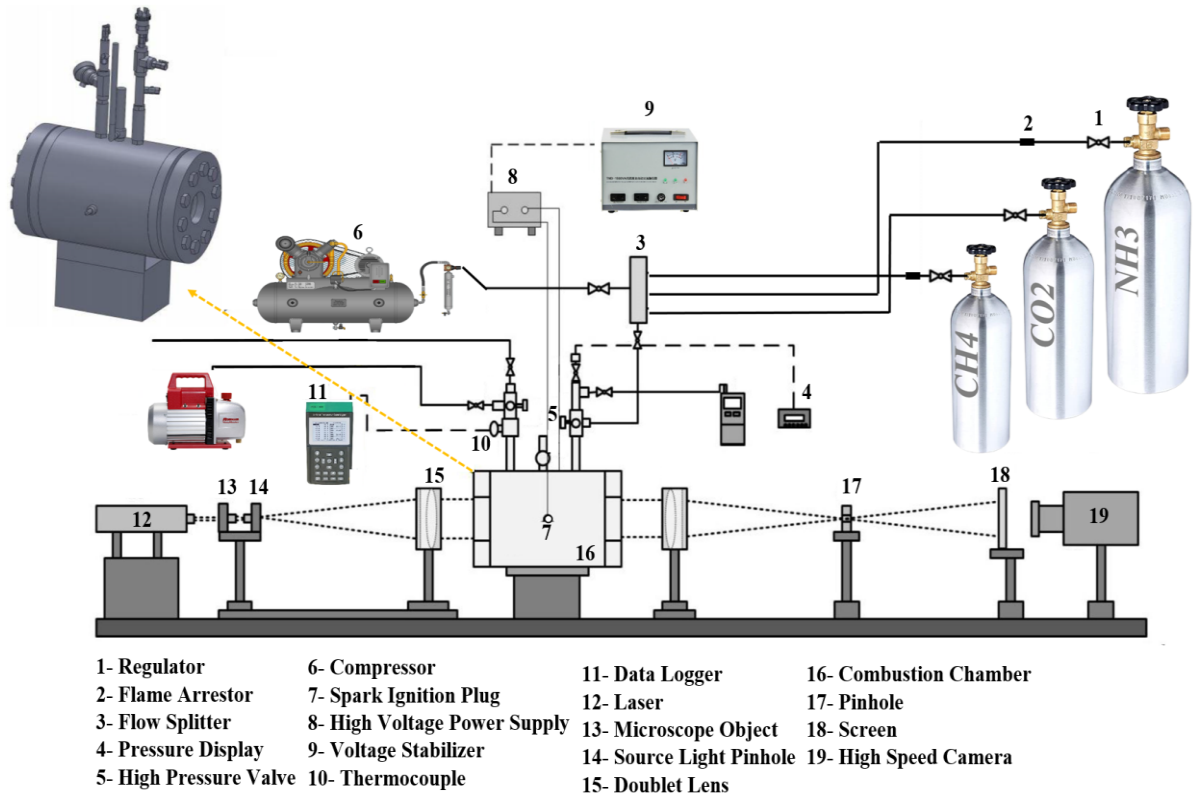 9
2
1
8
6
3
NH3
CO2
CH4
11
5
4
10
15
18
13
14
17
12
7
16
19
1- Regulator
2- Flame Arrestor
3- Flow Splitter
4- Pressure Display
5- High Pressure Valve
6- Compressor
7- Spark Ignition Plug
8- High Voltage Power Supply
9- Voltage Stabilizer
10- Thermocouple
11- Data Logger
12- Laser
13- Microscope Object
14- Source Light Pinhole
15- Doublet Lens
16- Combustion Chamber
17- Pinhole
18- Screen
19- High Speed Camera